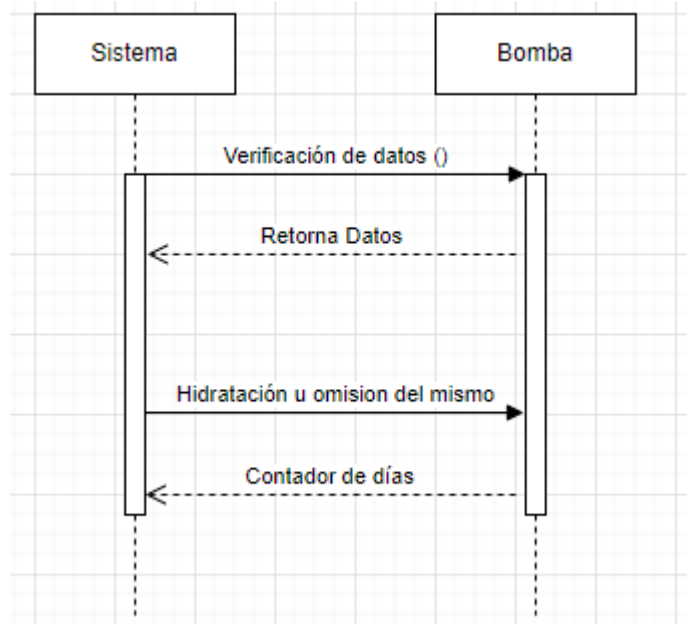 Sistema
Bomba
Verificación de datos ()
Retorna Datos
Hidratación u omision del mismo
Contador de días